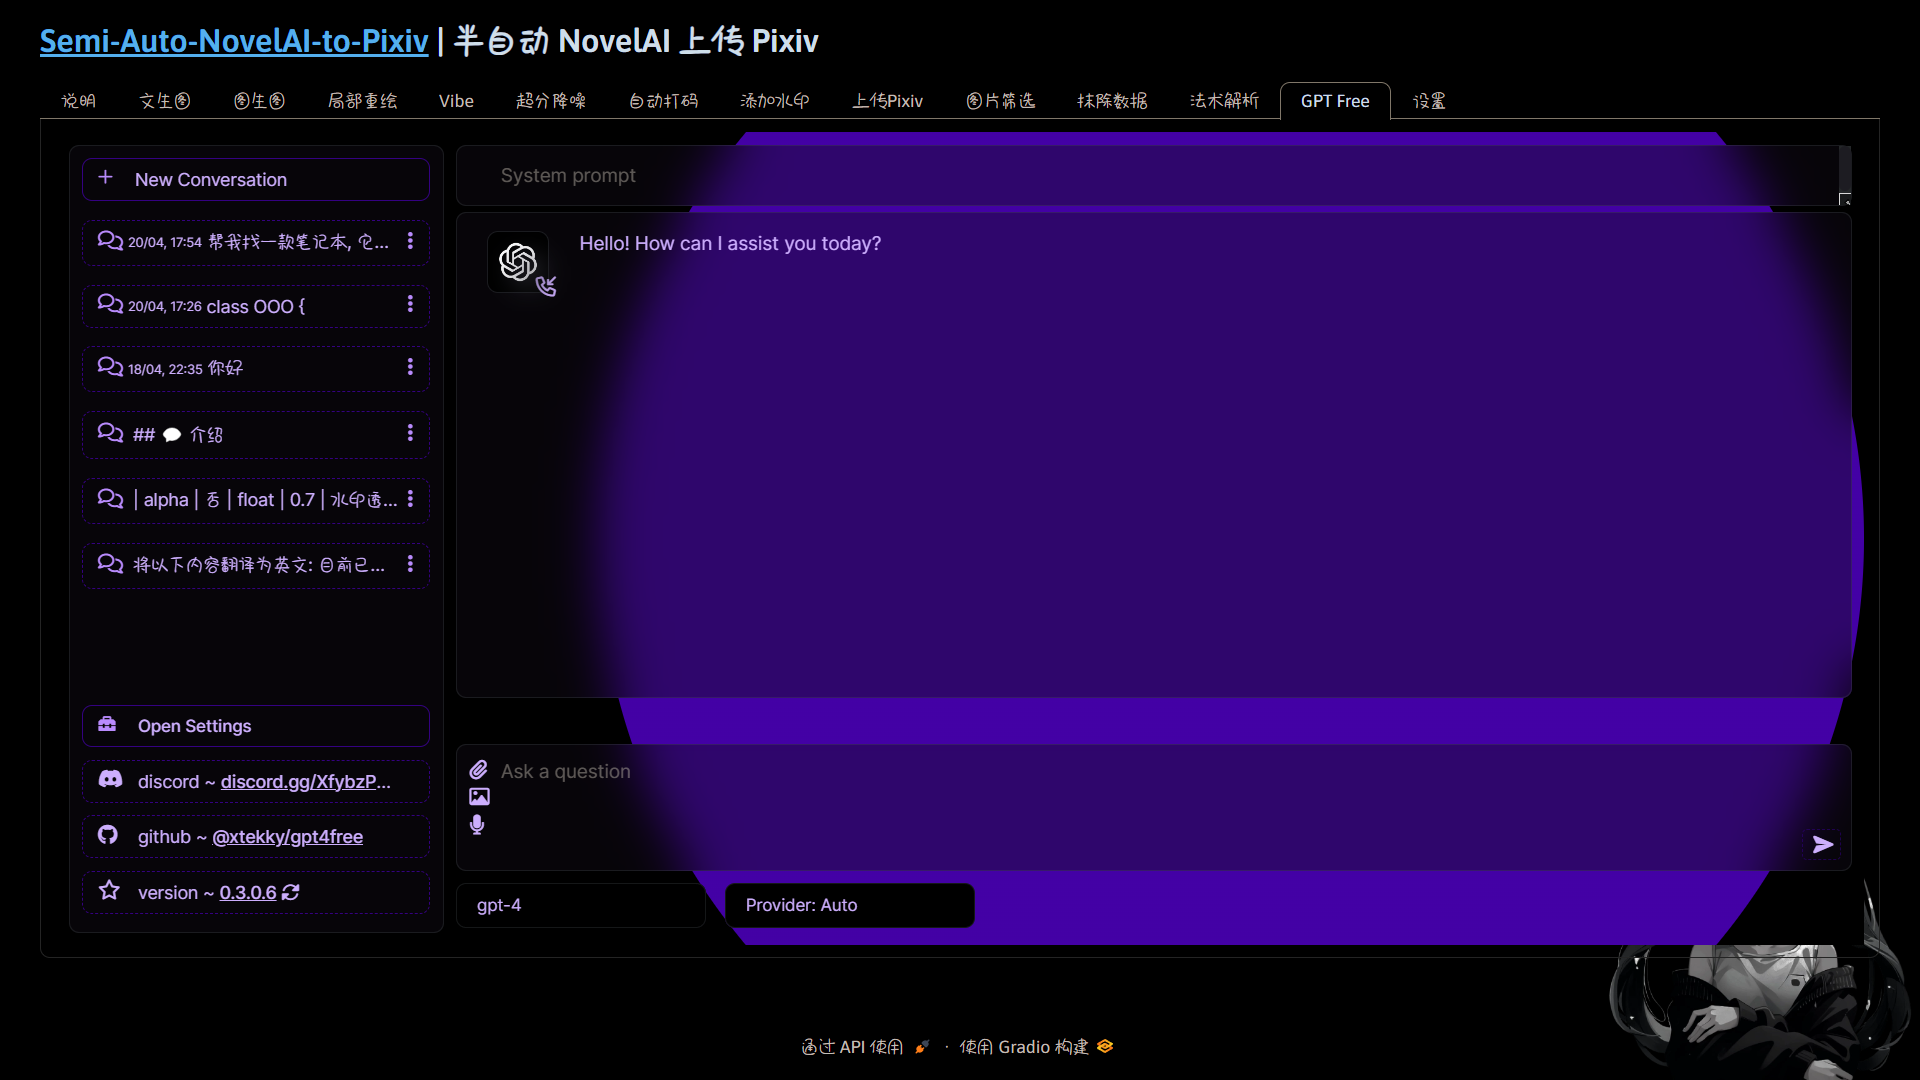 Semi-Auto-NovelAI-to-Pixiv | 半自动 NovelAI 上传 Pixiv
说明 文生图 图生图 局部重绘 Vibe 超分降噪 自动打码 添加水印 上传Pixiv 图片筛选 抹除数据 法术解析 GPT Free 设置
New Conversation
20/04, 17:54 帮我找一款笔记本, 它...
20/04, 17:26 class OOO {
18/04, 22:35 你好
## 💬 介绍
| alpha | 否 | float | 0.7 | 水印透...
将以下内容翻译为英文: 目前已...
Open Settings
discord ~ discord.gg/XfybzP...
github ~ @xtekky/gpt4free
version ~ 0.3.0.6
System prompt
Hello! How can I assist you today?
Ask a question
gpt-4
Provider: Auto
通过 API 使用 🚀 · 使用 Gradio 构建